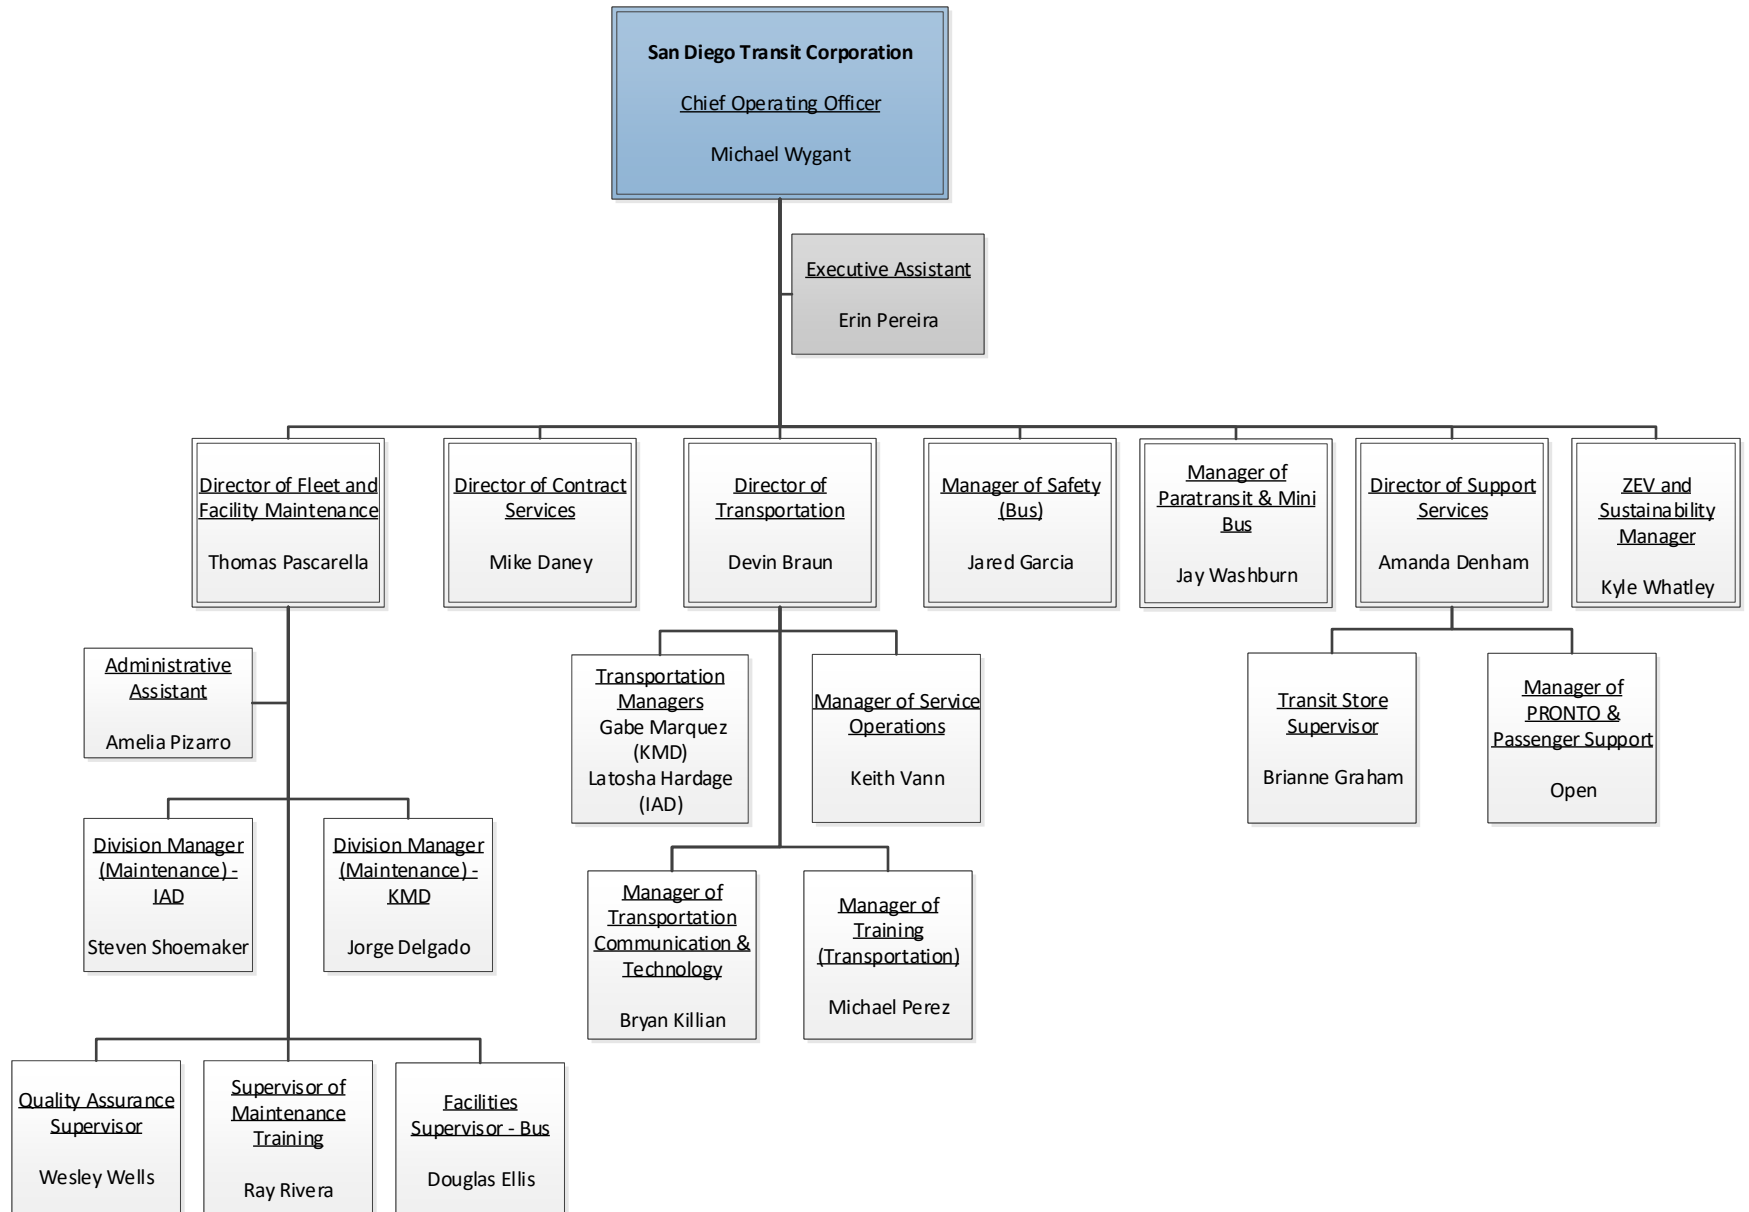 San Diego Transit Corporation
Chief Operating Officer
Michael Wygant
Executive Assistant
Erin Pereira
Director of Fleet and
Facility Maintenance
Thomas Pascarella
Director of Contract
Services
Mike Daney
Director of
Transportation
Devin Braun
Manager of Safety
(Bus)
Jared Garcia
Manager of
Paratransit & Mini
Bus
Jay Washburn
Director of Support
Services
Amanda Denham
ZEV and
Sustainability
Manager
Kyle Whatley
Administrative
Assistant
Amelia Pizarro
Transportation
Managers
Gabe Marquez
(KMD)
Latosha Hardage
(IAD)
Manager of Service
Operations
Keith Vann
Transit Store
Supervisor
Brianne Graham
Manager of
PRONTO &
Passenger Support
Open
Division Manager
(Maintenance) -
IAD
Steven Shoemaker
Division Manager
(Maintenance) -
KMD
Jorge Delgado
Manager of
Transportation
Communication &
Technology
Bryan Killian
Manager of
Training
(Transportation)
Michael Perez
Quality Assurance
Supervisor
Wesley Wells
Supervisor of
Maintenance
Training
Ray Rivera
Facilities
Supervisor - Bus
Douglas Ellis